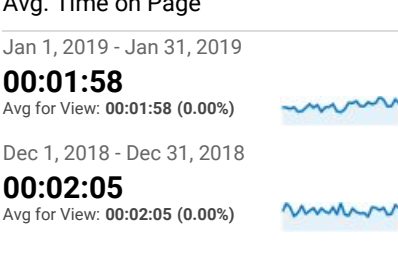 Avg. Time on Page
Jan 1, 2019 - Jan 31, 2019
00:01:58
Avg for View: 00:01:58 (0.00%)
Dec 1, 2018 - Dec 31, 2018
00:02:05
Avg for View: 00:02:05 (0.00%)